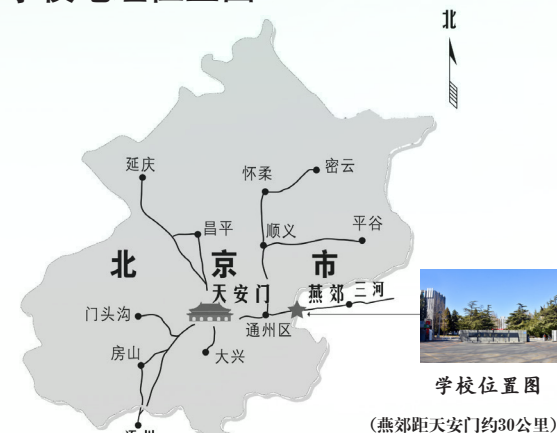 北
延庆
怀柔
密云
昌平
顺义
平谷
北京市
天安门
燕郊
三河
门头沟
通州区
房山
大兴
学校位置图
(燕郊距天安门约30公里)